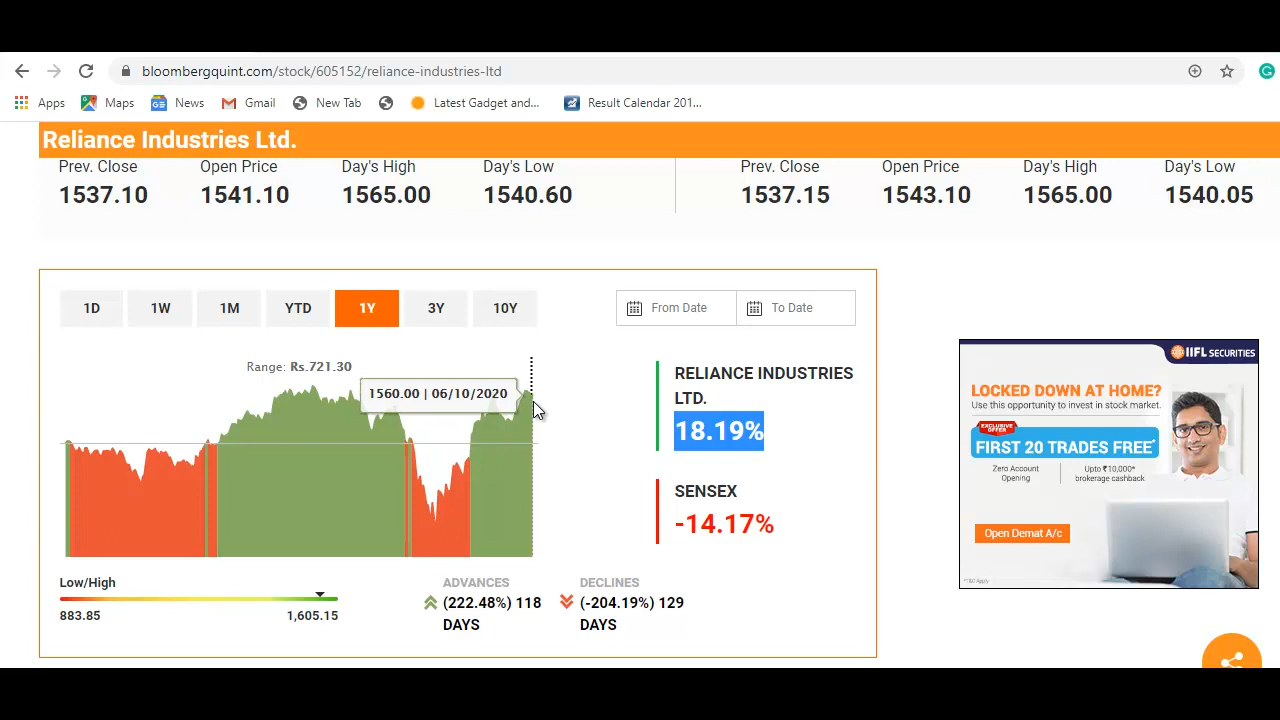 bloombergquint.com/stock/605152/reliance-industries-ltd
Apps Maps News Gmail New Tab Latest Gadget and... Result Calendar 201...
Reliance Industries Ltd.
Prev. Close Open Price Day's High Day's Low Prev. Close Open Price Day's High Day's Low
1537.10 1541.10 1565.00 1540.60 1537.15 1543.10 1565.00 1540.05
1D 1W 1M YTD 1Y 3Y 10Y From Date To Date
Range: Rs.721.30
1560.00 | 06/10/2020
RELIANCE INDUSTRIES
LTD.
18.19%
SENSEX
-14.17%
Low/High
883.85 1,605.15
ADVANCES
(222.48%) 118
DAYS
DECLINES
(-204.19%) 129
DAYS
IIFL SECURITIES
LOCKED DOWN AT HOME?
Use this opportunity to invest in stock market.
EXCLUSIVE
OFFER
FIRST 20 TRADES FREE*
Zero Account
Opening
Upto ₹10,000*
brokerage cashback
Open Demat A/c
*T&C Apply